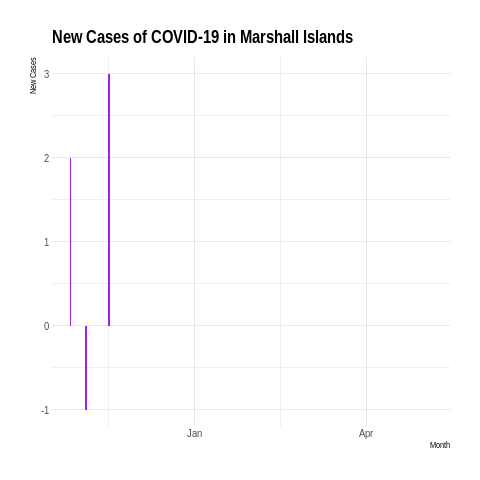 New Cases of COVID-19 in Marshall Islands
New Cases
3
2
1
0
-1
Jan
Apr
Month